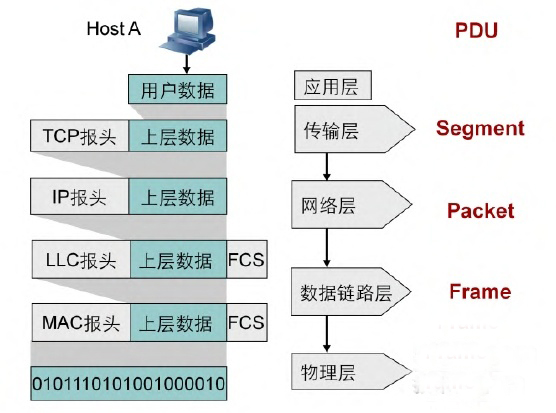 Host A
PDU
用户数据
应用层
TCP报头 上层数据
传输层
Segment
IP报头 上层数据
网络层
Packet
LLC报头 上层数据 FCS
数据链路层
Frame
MAC报头 上层数据 FCS
物理层
0101110101001000010